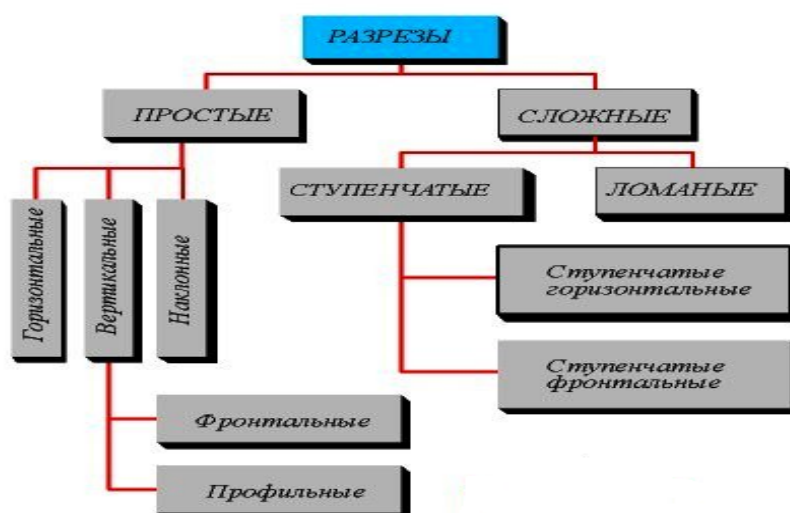 РАЗРЕЗЫ
ПРОСТЫЕ
СЛОЖНЫЕ
СТУПЕНЧАТЫЕ
ЛОМАНЫЕ
Горизонтальные
Вертикальные
Наклонные
Ступенчатые
горизонтальные
Ступенчатые
фронтальные
Фронтальные
Профильные